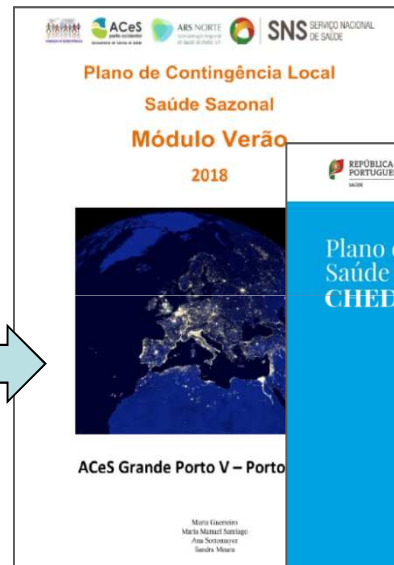 ACeS
ARS NORTE
SNS SERVIÇO NACIONAL
DE SAÚDE
Plano de Contingência Local
Saúde Sazonal
Módulo Verão
2018
ACeS Grande Porto V – Porto
Marta Guerreiro
Maria Manuel Santiago
Ana Sottomayor
Sandra Moura
REPÚBLICA
PORTUGUE
SAÚDE
Plano
Saúde
CHED